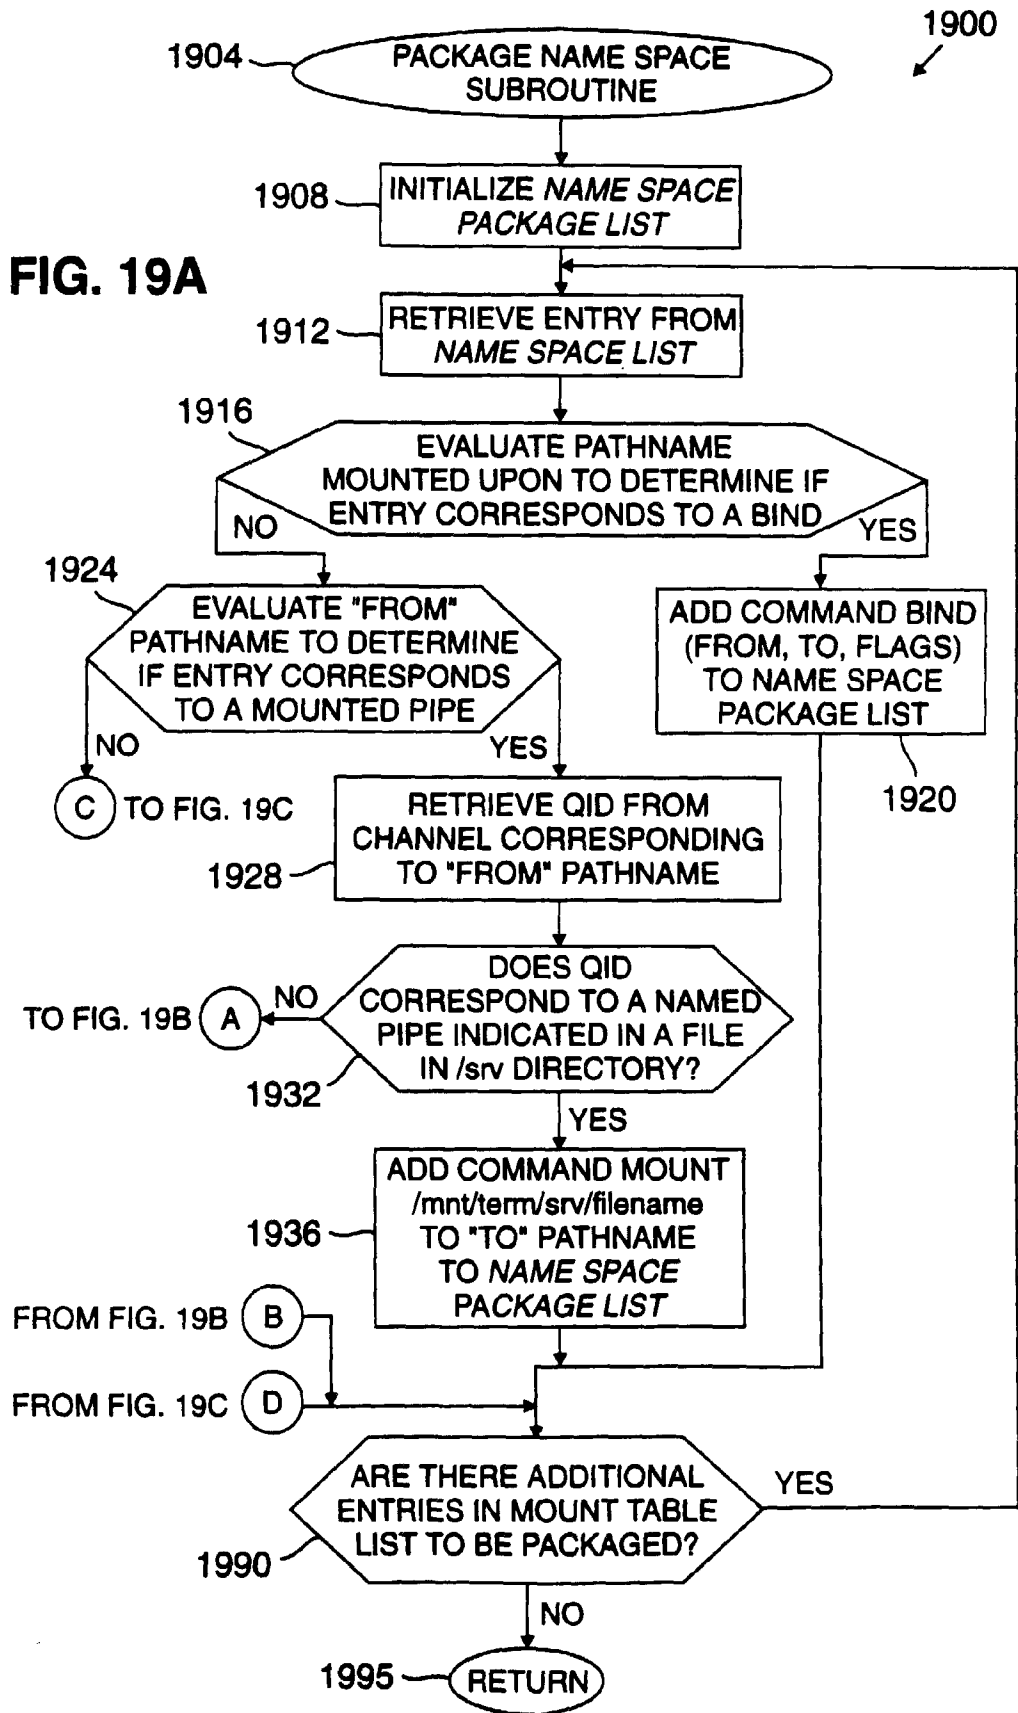 1900
1904
PACKAGE NAME SPACE
SUBROUTINE
1908
INITIALIZE NAME SPACE
PACKAGE LIST
FIG. 19A
1912
RETRIEVE ENTRY FROM
NAME SPACE LIST
1916
EVALUATE PATHNAME
MOUNTED UPON TO DETERMINE IF
ENTRY CORRESPONDS TO A BIND
NO
YES
1924
EVALUATE "FROM"
PATHNAME TO DETERMINE
IF ENTRY CORRESPONDS
TO A MOUNTED PIPE
ADD COMMAND BIND
(FROM, TO, FLAGS)
TO NAME SPACE
PACKAGE LIST
1920
NO
YES
C TO FIG. 19C
1928
RETRIEVE QID FROM
CHANNEL CORRESPONDING
TO "FROM" PATHNAME
DOES QID
CORRESPOND TO A NAMED
PIPE INDICATED IN A FILE
IN /srv DIRECTORY?
TO FIG. 19B A
NO
1932
YES
ADD COMMAND MOUNT
/mnt/term/srv/filename
TO "TO" PATHNAME
TO NAME SPACE
PACKAGE LIST
1936
FROM FIG. 19B B
FROM FIG. 19C D
ARE THERE ADDITIONAL
ENTRIES IN MOUNT TABLE
LIST TO BE PACKAGED?
YES
1990
NO
1995
RETURN